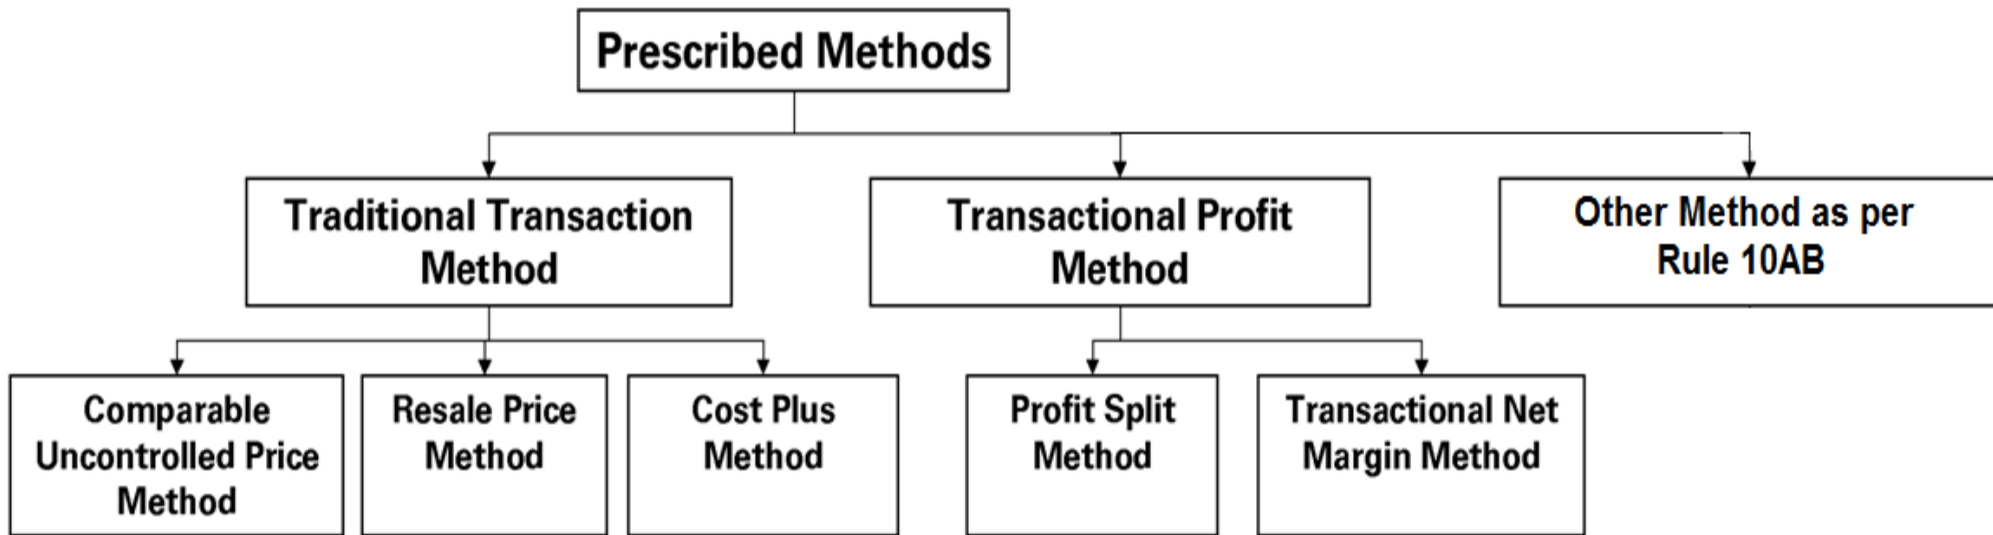 Prescribed Methods
Traditional Transaction
Method
Transactional Profit
Method
Other Method as per
Rule 10AB
Comparable
Uncontrolled Price
Method
Resale Price
Method
Cost Plus
Method
Profit Split
Method
Transactional Net
Margin Method